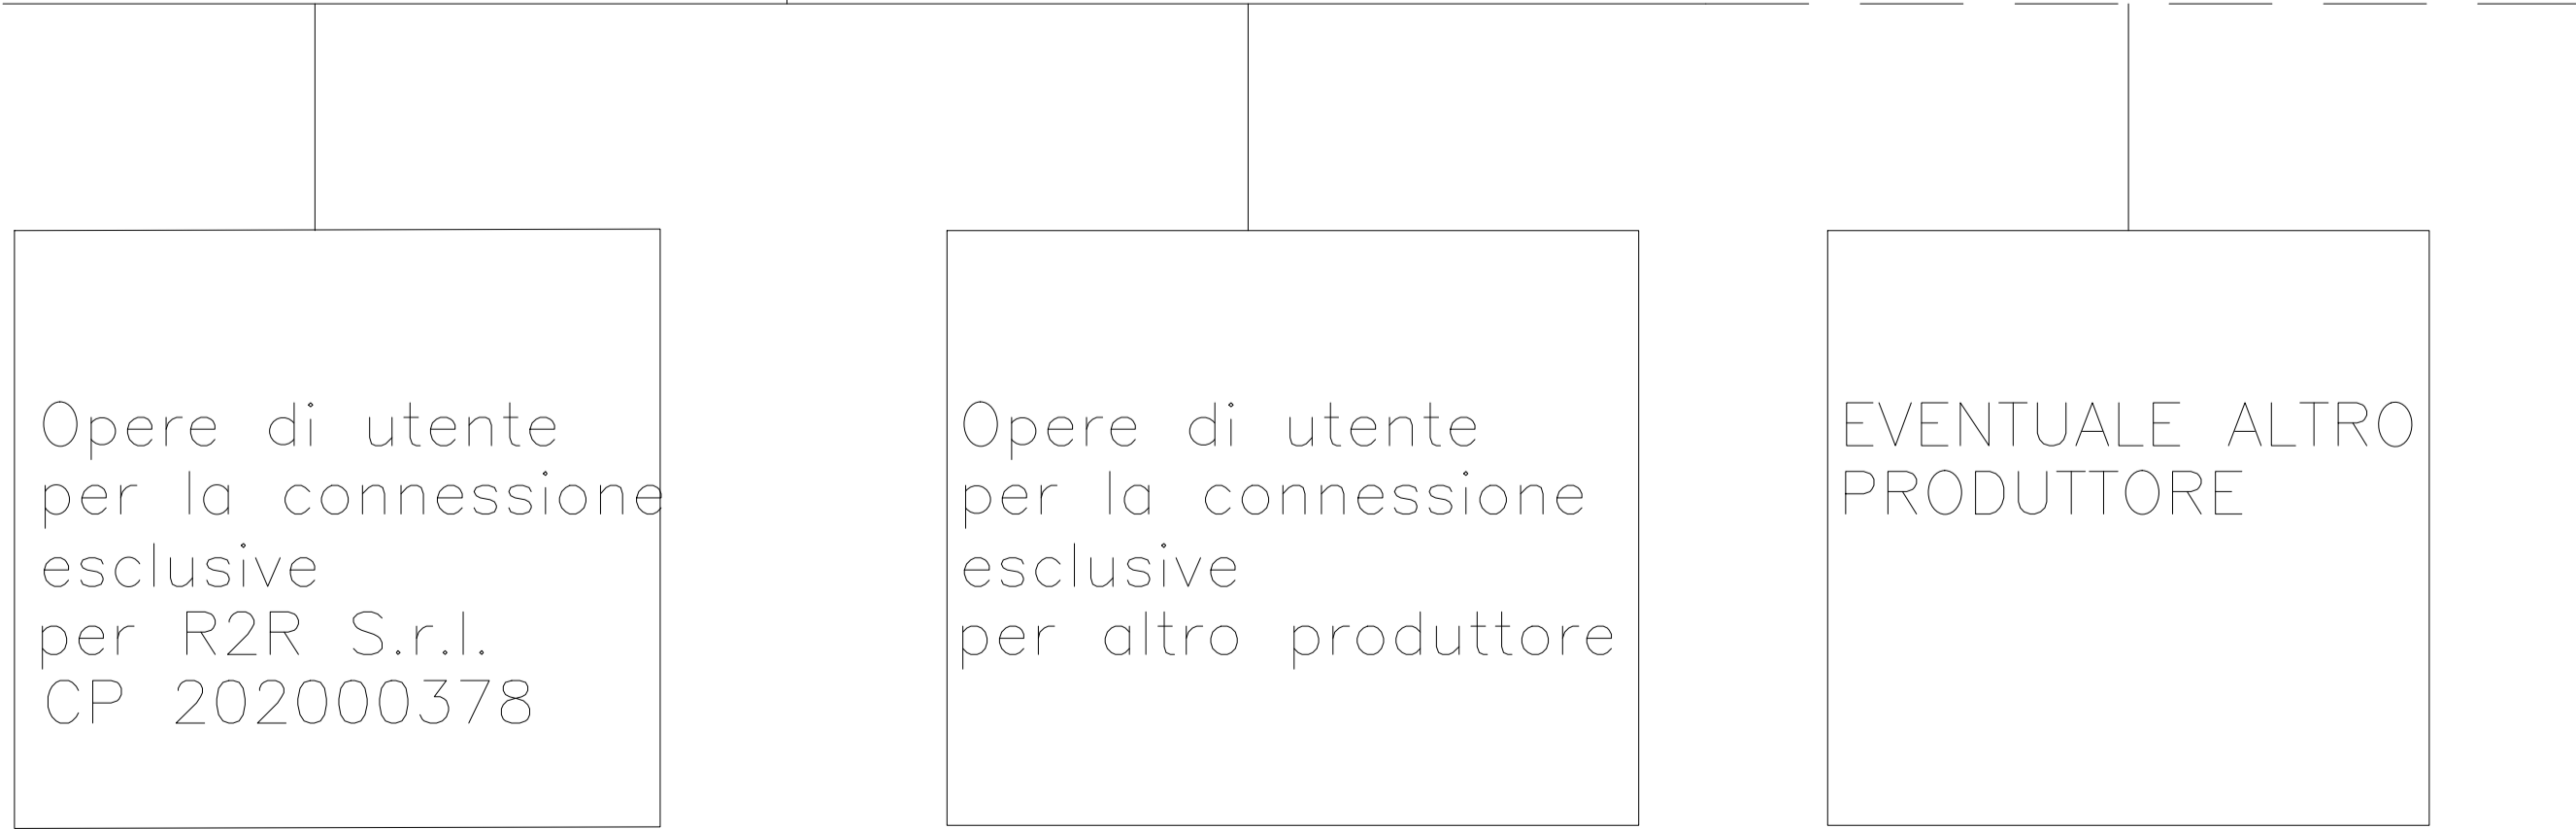 Opere di utente
per la connessione
esclusive
per R2R S.r.l.
CP 202000378
Opere di utente
per la connessione
esclusive
per altro produttore
EVENTUALE ALTRO
PRODUTTORE